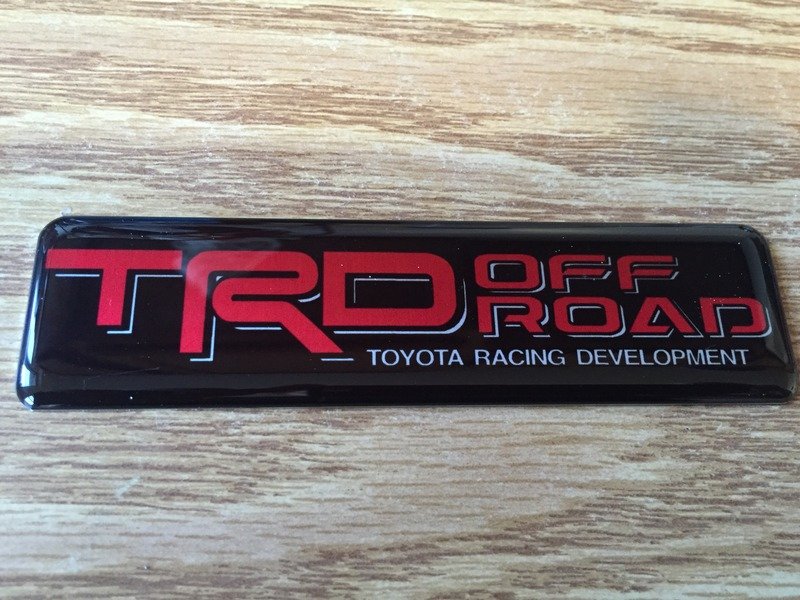 TRD OFF ROAD
TOYOTA RACING DEVELOPMENT